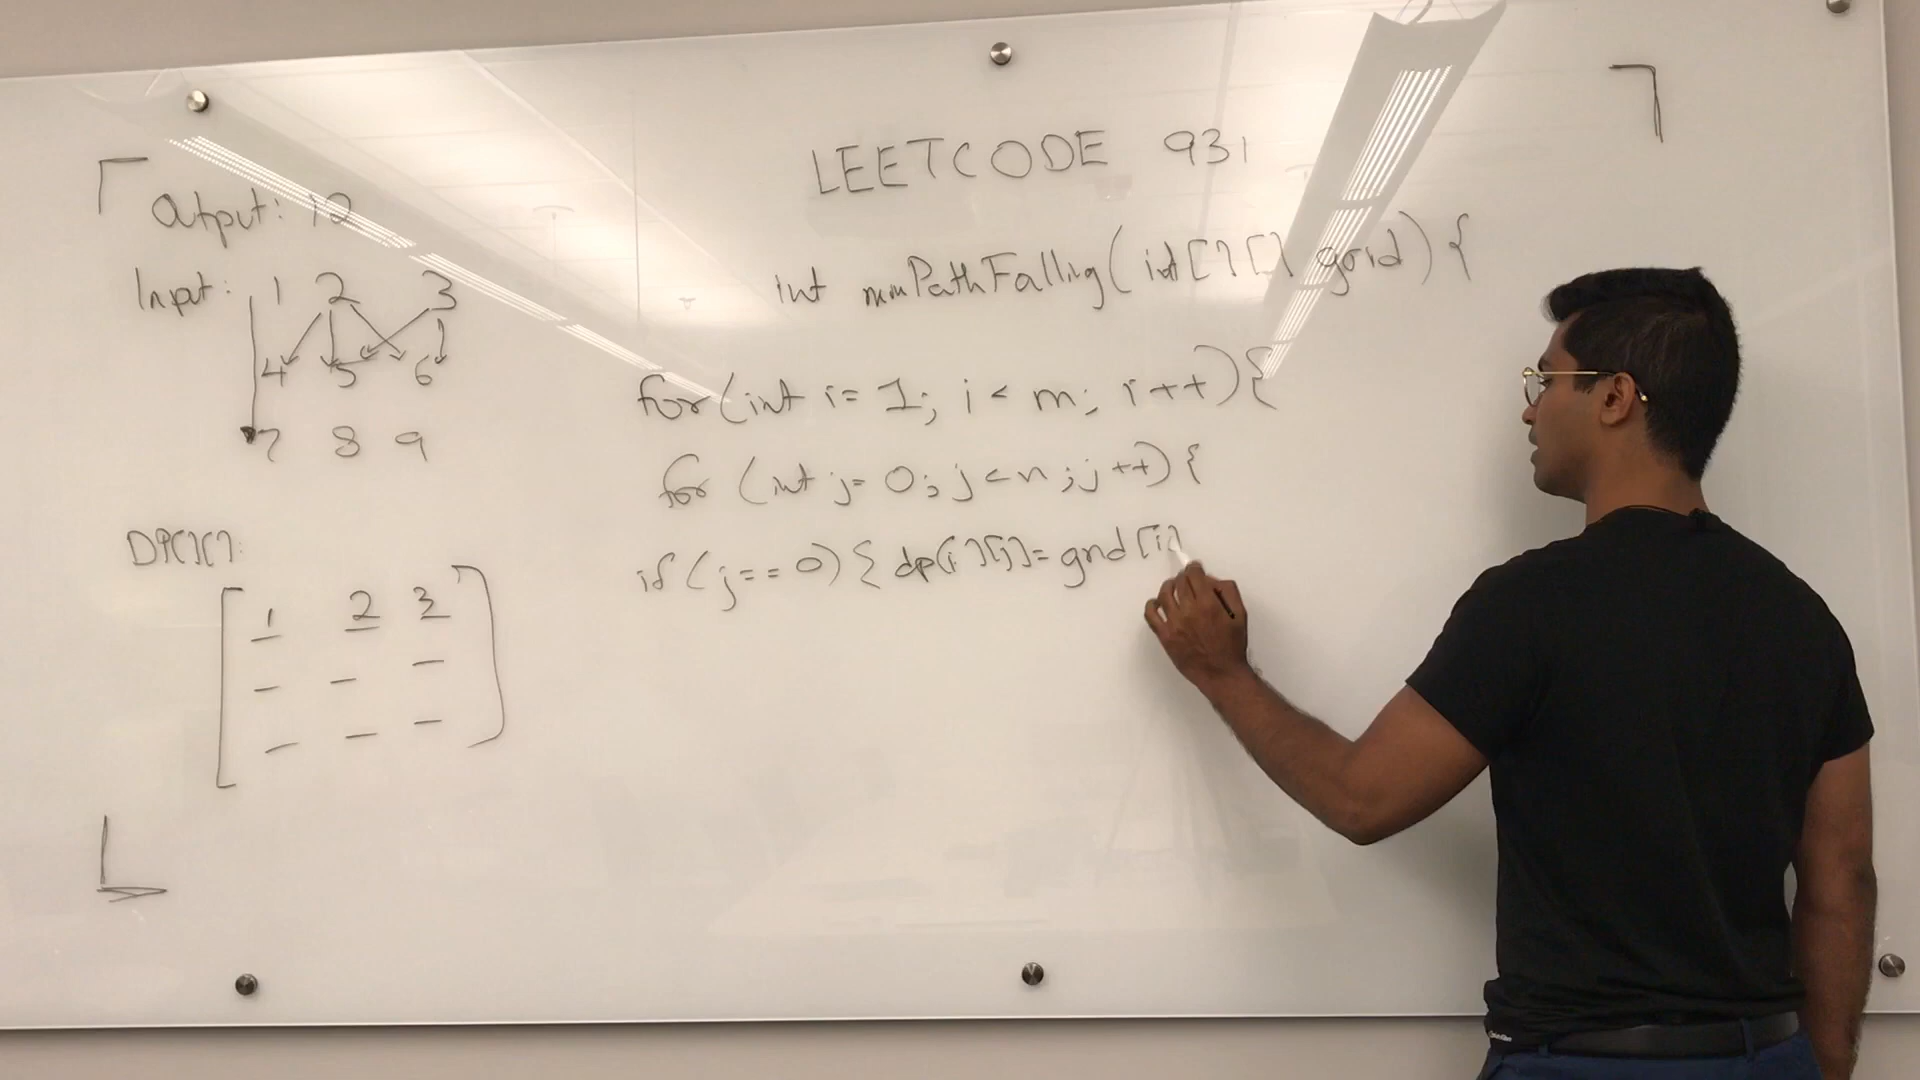 LEETCODE 931
Output: 12
Input: 1 2 3
4 5 6
7 8 9
DP[][]:
1 2 3
int minPathFalling(int[][] grid) {
for(int i= 1; i < m; i++){
for (int j= 0; j<n; j++) {
if (j==0) { dp[i][j]= grid[i]